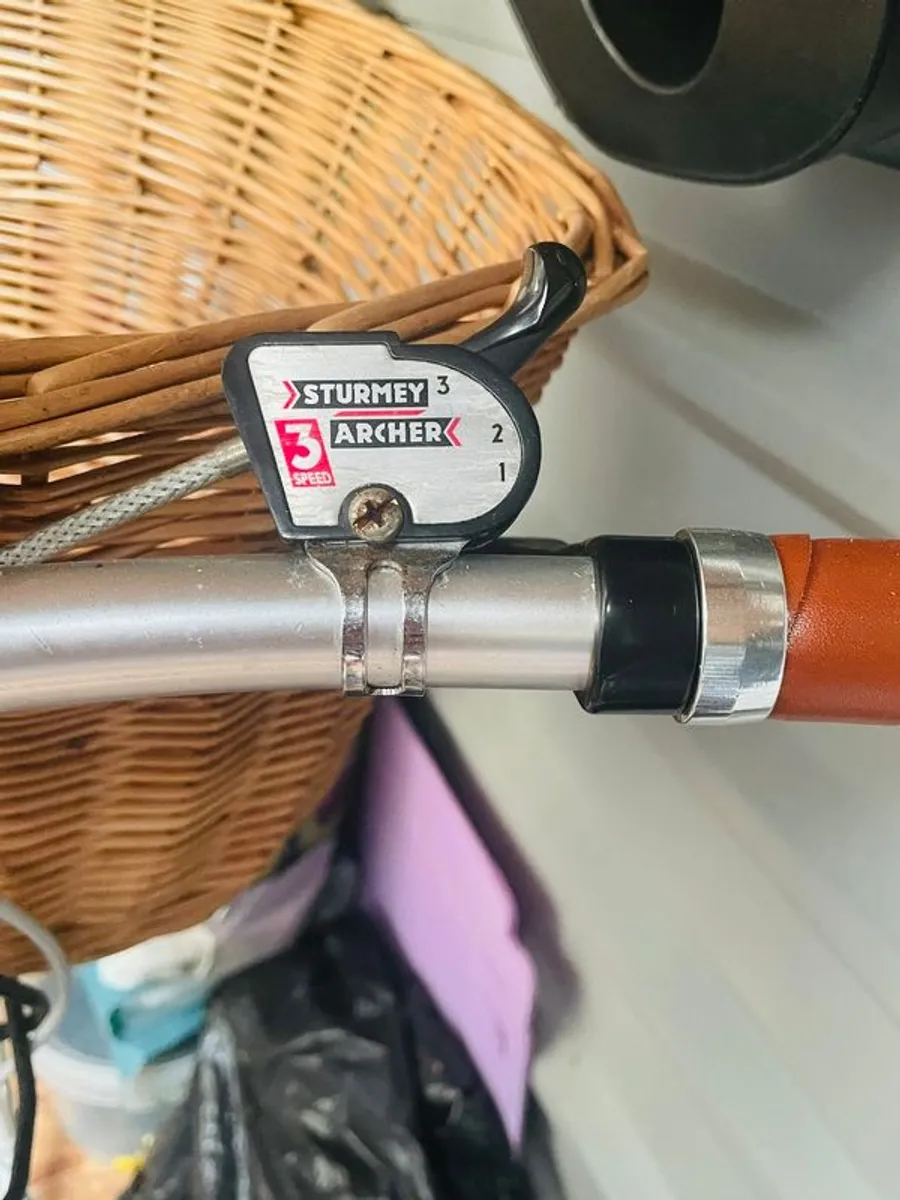 STURMEY 3
ARCHER 2
3
SPEED
1